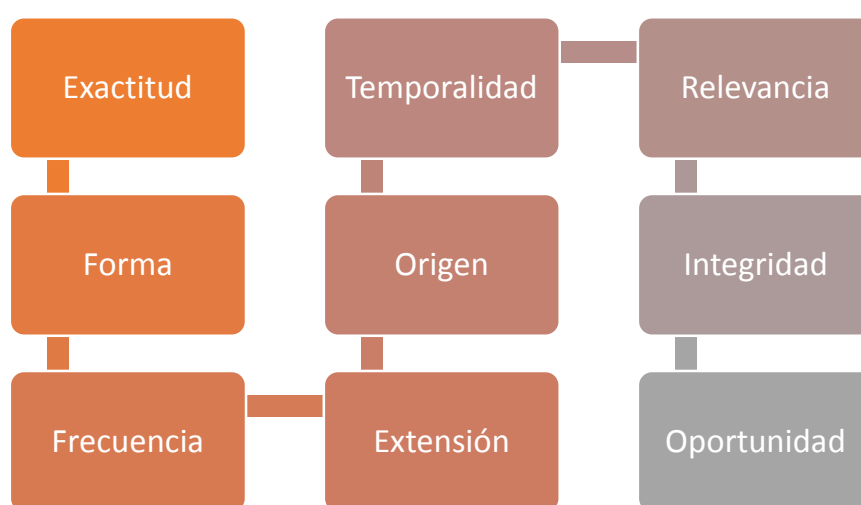 Exactitud
Forma
Frecuencia
Extensión
Origen
Temporalidad
Relevancia
Integridad
Oportunidad